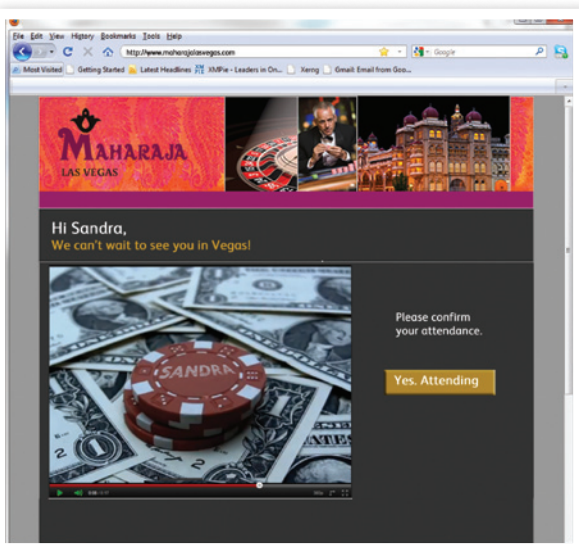 File Edit View History Bookmarks Tools Help
http://www.maharajalasvegas.com
Google
Most Visited Getting Started Latest Headlines XMPie - Leaders in On... Xerng Gmail: Email from Goo...
MAHARAJA
LAS VEGAS
Hi Sandra,
We can't wait to see you in Vegas!
Please confirm
your attendance.
Yes. Attending
SANDRA
2
2